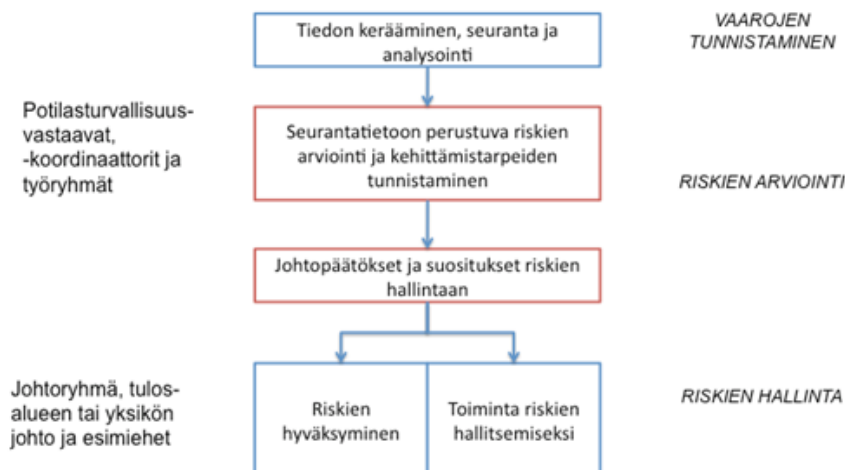 Tiedon kerääminen, seuranta ja
analysointi
VAAROJEN
TUNNISTAMINEN
Potilasturvallisuus-
vastaavat,
-koordinaattorit ja
työryhmät
Seurantatietoon perustuva riskien
arviointi ja kehittämistarpeiden
tunnistaminen
RISKIEN ARVIOINTI
Johtopäätökset ja suositukset riskien
hallintaan
Johtoryhmä, tulos-
alueen tai yksikön
johto ja esimiehet
Riskien
hyväksyminen
Toiminta riskien
hallitsemiseksi
RISKIEN HALLINTA